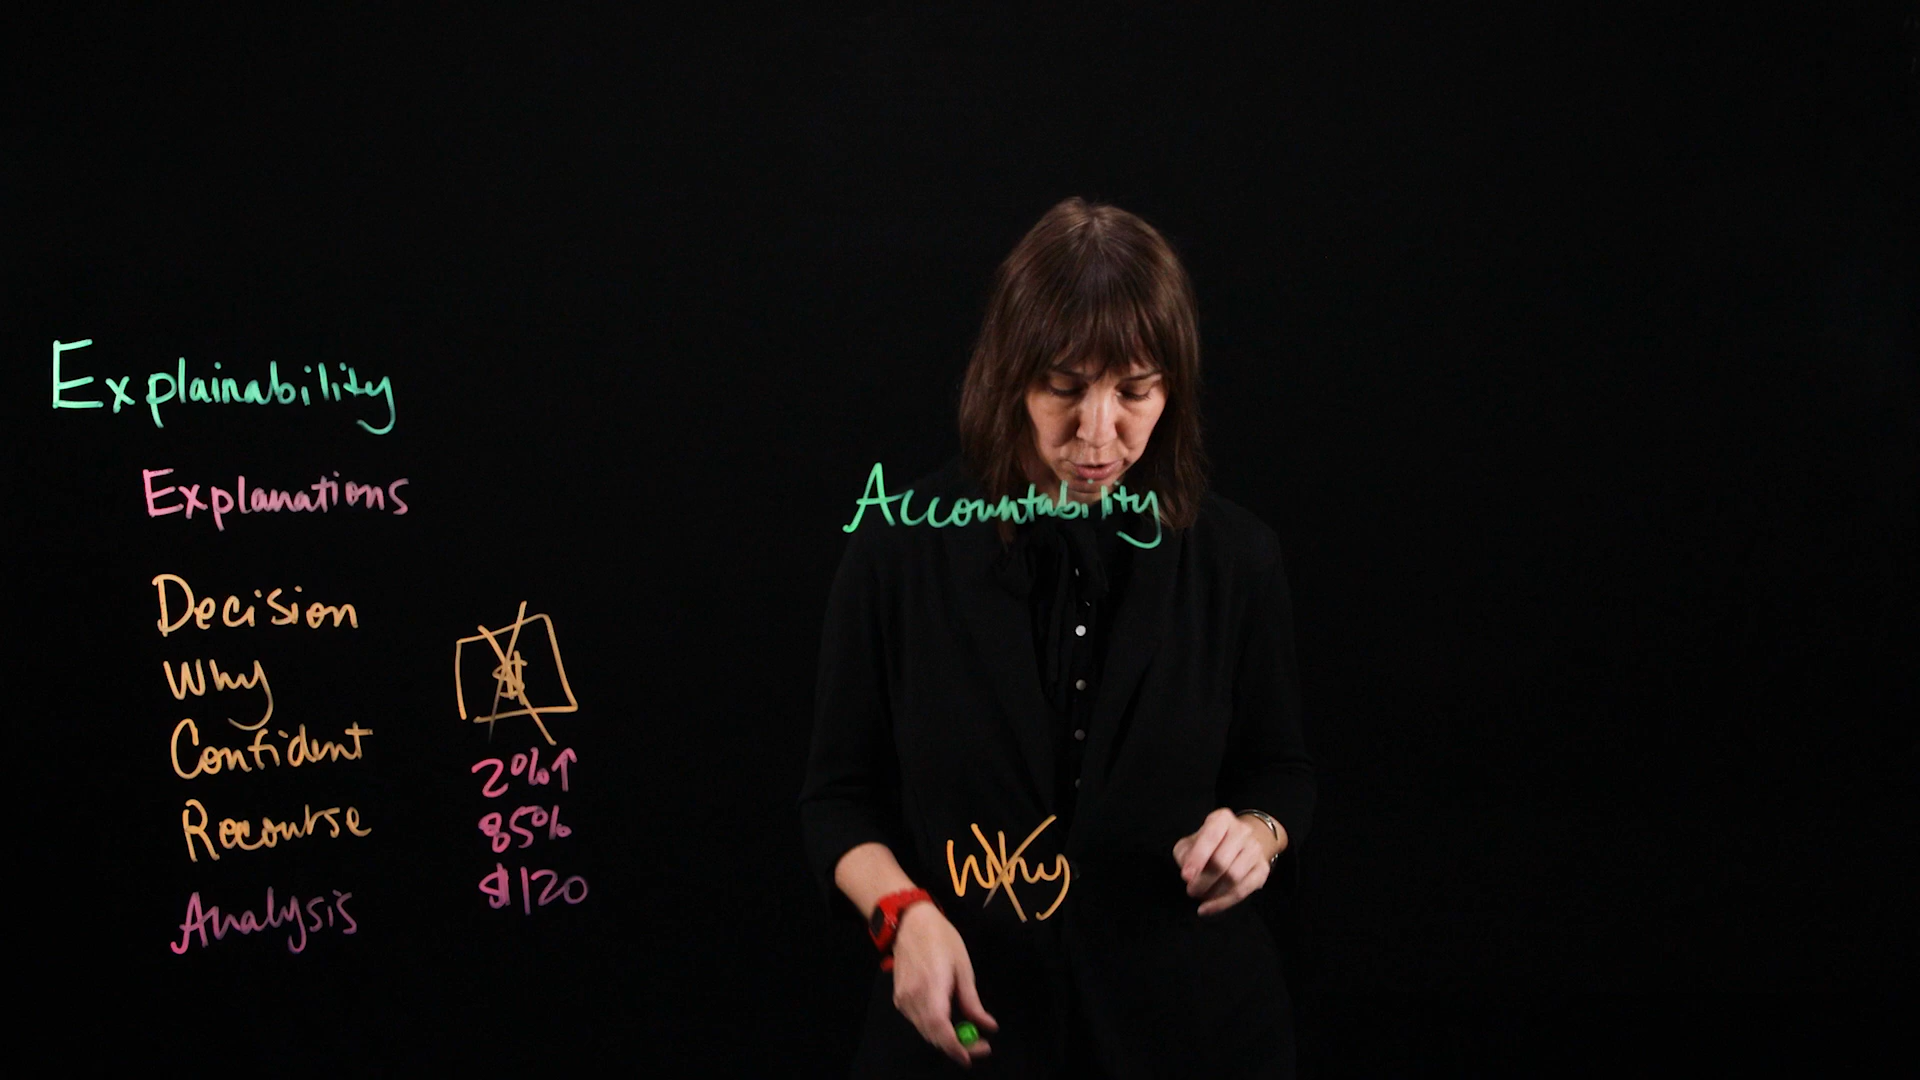 Explainability
Explanations
Decision
Why
Confident
Recourse
Analysis
$
2%↑
85%
$120
Accountability
Why